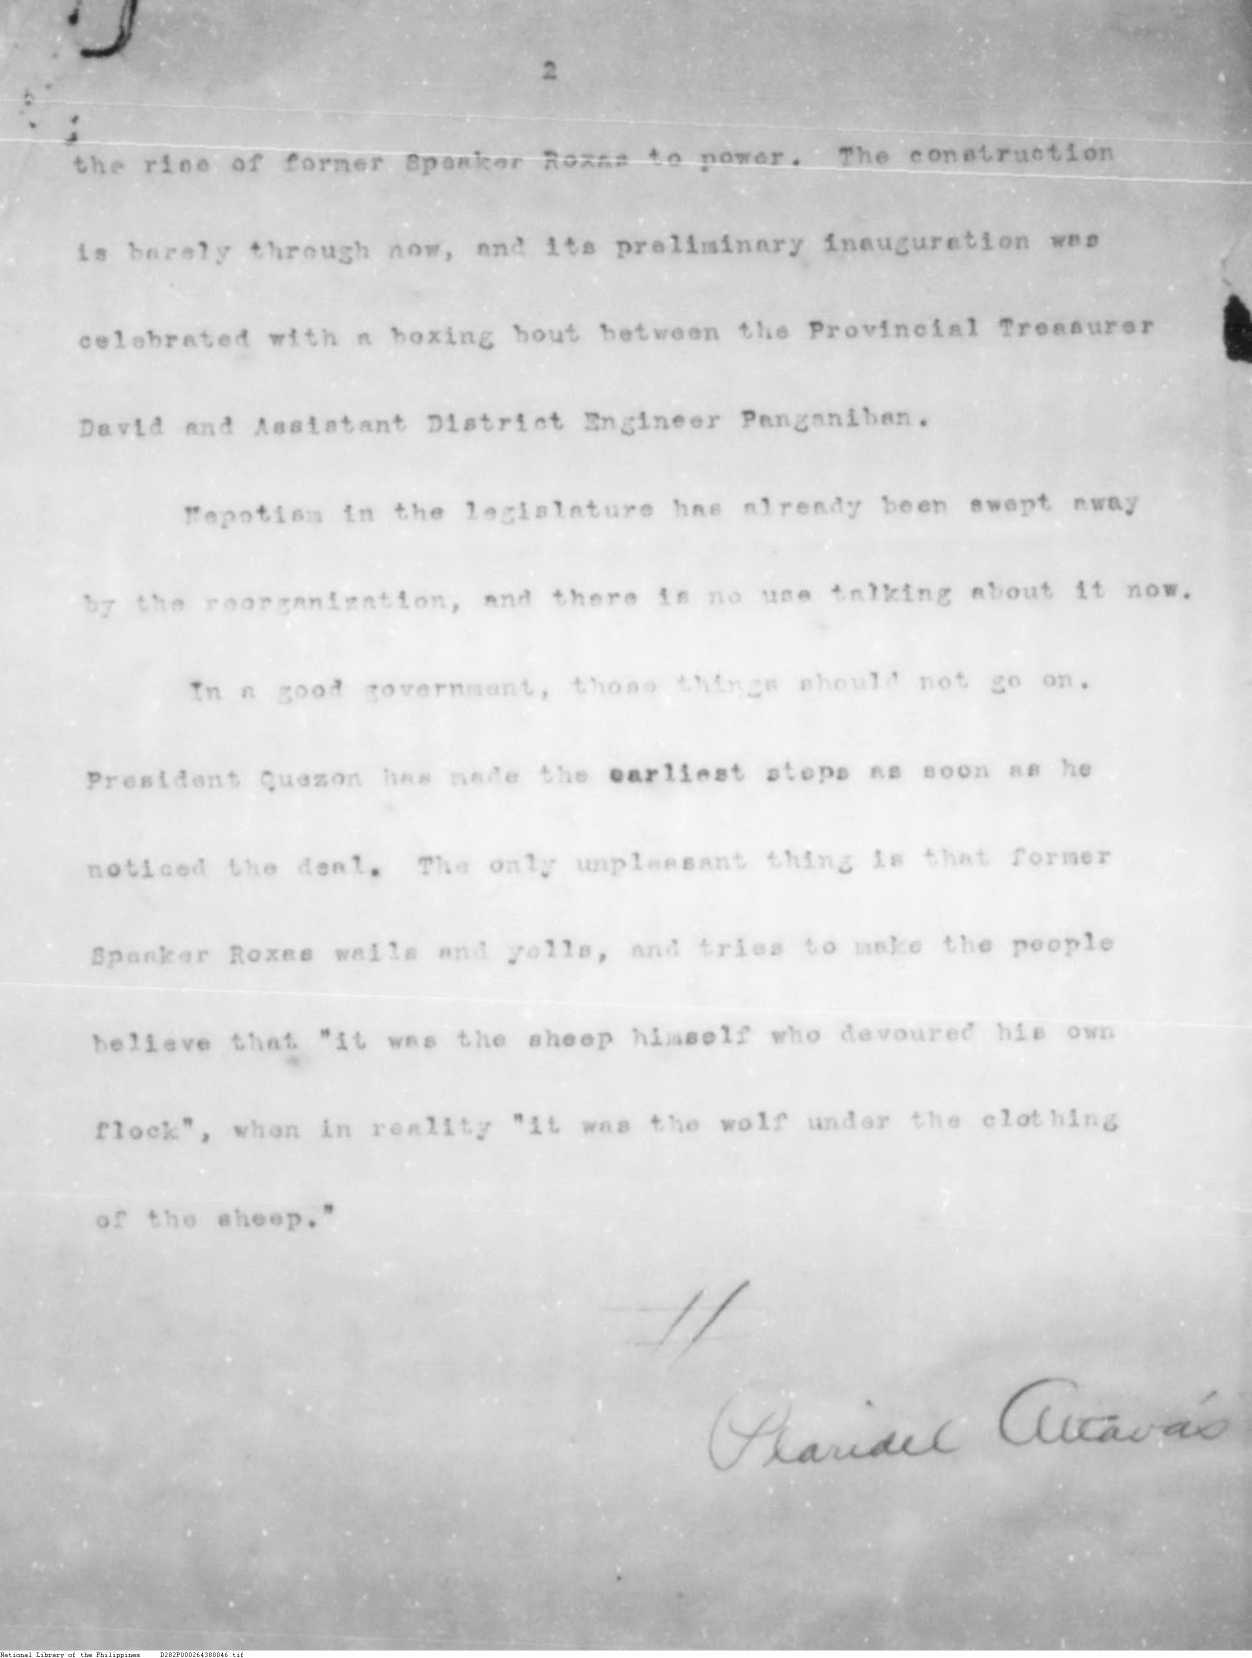 2
the rise of former Speaker Roxas to power. The construction
is barely through now, and its preliminary inauguration was
celebrated with a boxing bout between the Provincial Treasurer
David and Assistant District Engineer Panganiban.
Nepotism in the legislature has already been swept away
by the reorganization, and there is no use talking about it now.
In a good government, those things should not go on.
President Quezon has made the earliest steps as soon as he
noticed the deal. The only unpleasant thing is that former
Speaker Roxas wails and yells, and tries to make the people
believe that "it was the sheep himself who devoured his own
flock", when in reality "it was the wolf under the clothing
of the sheep."
Plaridel Altavás
National Library of the Philippines D282P000264380046.tif